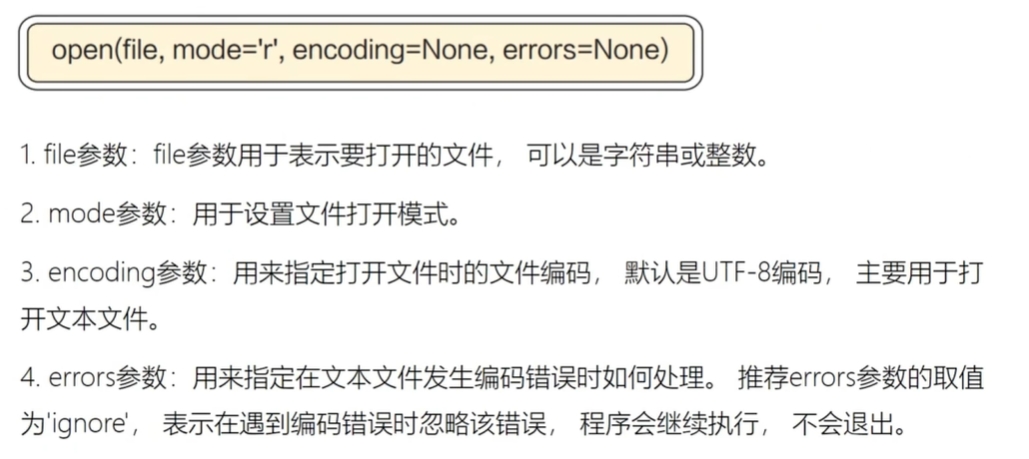 open(file, mode='r', encoding=None, errors=None)
1. file参数：file参数用于表示要打开的文件， 可以是字符串或整数。
2. mode参数：用于设置文件打开模式。
3. encoding参数：用来指定打开文件时的文件编码， 默认是UTF-8编码， 主要用于打
开文本文件。
4. errors参数：用来指定在文本文件发生编码错误时如何处理。 推荐errors参数的取值
为'ignore'， 表示在遇到编码错误时忽略该错误， 程序会继续执行， 不会退出。